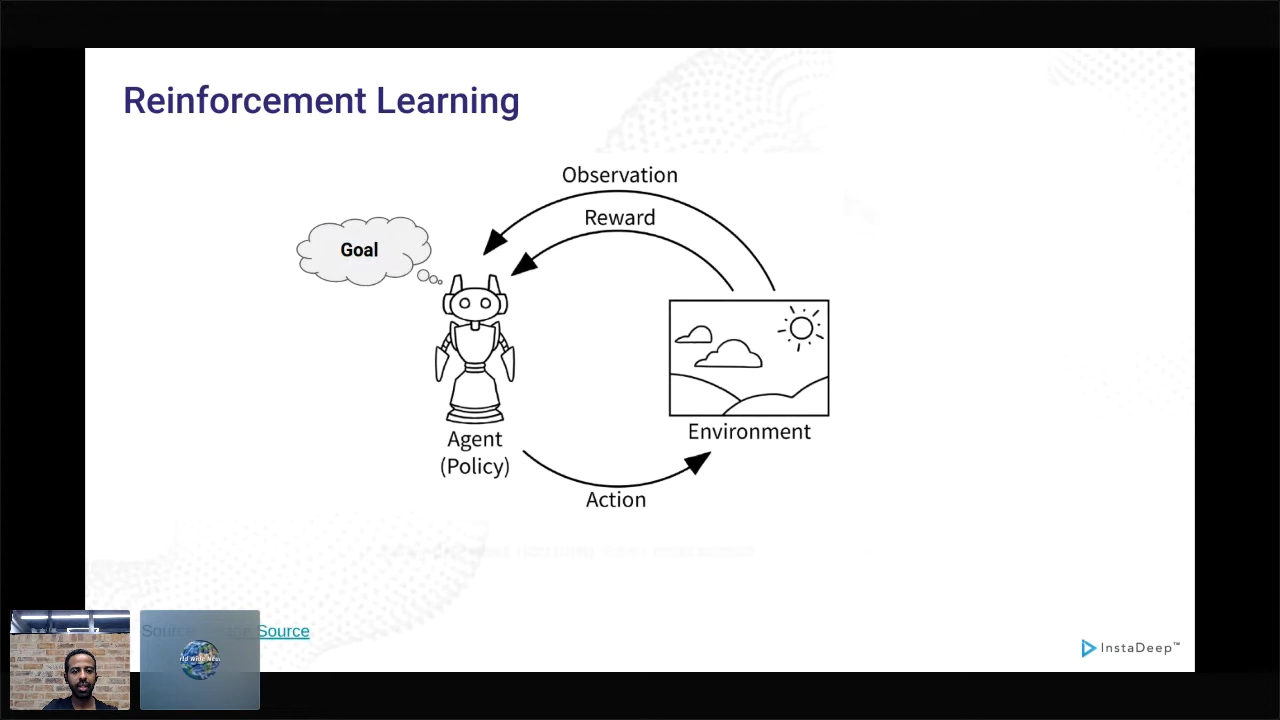 Reinforcement Learning
Observation
Reward
Goal
Agent
(Policy)
Environment
Action
Source
InstaDeep™